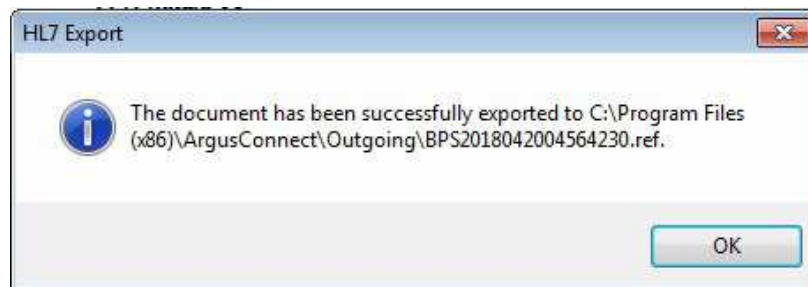 HL7 Export
The document has been successfully exported to C:\Program Files
(x86)\ArgusConnect\Outgoing\BPS2018042004564230.ref.
OK